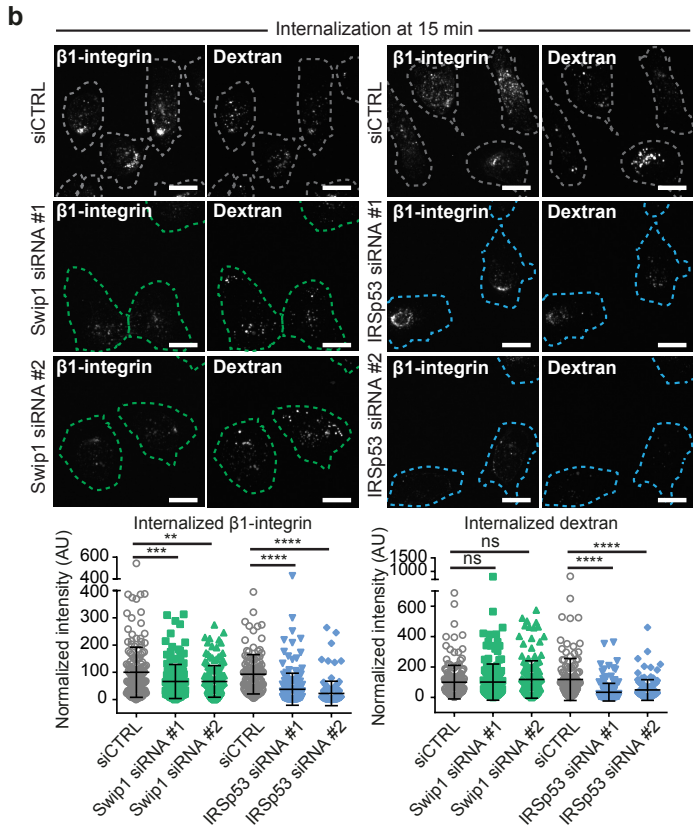 b
Internalization at 15 min
β1-integrin Dextran β1-integrin Dextran
siCTRL siCTRL
β1-integrin Dextran β1-integrin Dextran
Swip1 siRNA #1 IRSp53 siRNA #1
β1-integrin Dextran β1-integrin Dextran
Swip1 siRNA #2 IRSp53 siRNA #2
Internalized β1-integrin
Normalized intensity (AU)
600
400
400
300
200
100
0
** ****
*** ****
siCTRL
Swip1 siRNA #1
Swip1 siRNA #2
siCTRL
IRSp53 siRNA #1
IRSp53 siRNA #2
Internalized dextran
Normalized intensity (AU)
1500
600
400
200
0
ns ****
ns ****
siCTRL
Swip1 siRNA #1
Swip1 siRNA #2
siCTRL
IRSp53 siRNA #1
IRSp53 siRNA #2